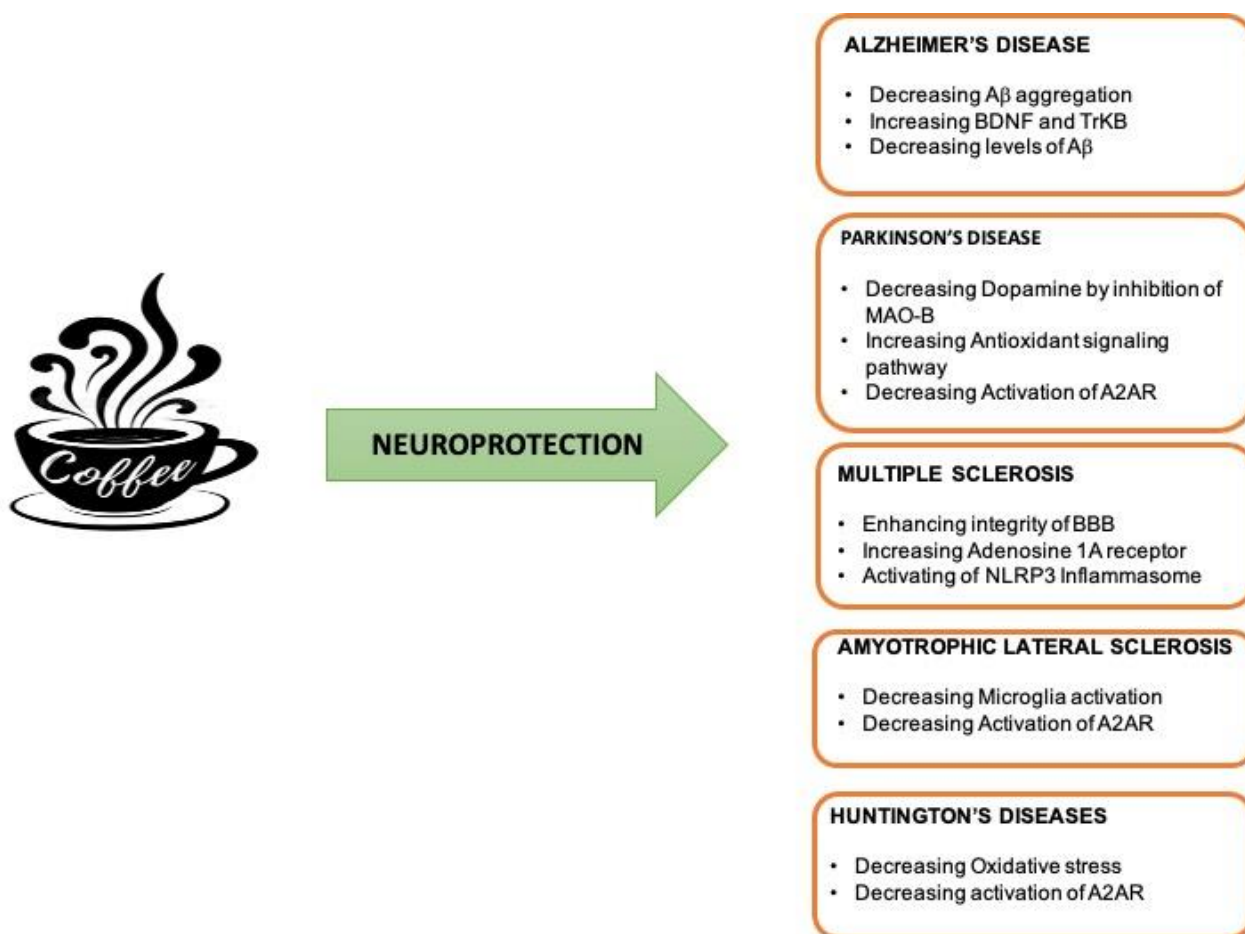 Coffee
NEUROPROTECTION
ALZHEIMER'S DISEASE
• Decreasing Aβ aggregation
• Increasing BDNF and TrKB
• Decreasing levels of Aβ
PARKINSON'S DISEASE
• Decreasing Dopamine by inhibition of
MAO-B
• Increasing Antioxidant signaling
pathway
• Decreasing Activation of A2AR
MULTIPLE SCLEROSIS
• Enhancing integrity of BBB
• Increasing Adenosine 1A receptor
• Activating of NLRP3 Inflammasome
AMYOTROPHIC LATERAL SCLEROSIS
• Decreasing Microglia activation
• Decreasing Activation of A2AR
HUNTINGTON'S DISEASES
• Decreasing Oxidative stress
• Decreasing activation of A2AR